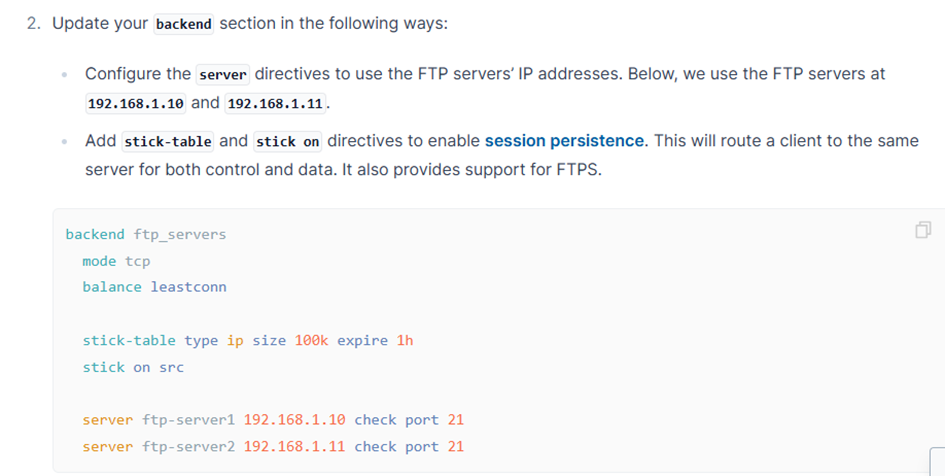 2. Update your backend section in the following ways:
Configure the server directives to use the FTP servers' IP addresses. Below, we use the FTP servers at
192.168.1.10 and 192.168.1.11.
Add stick-table and stick on directives to enable session persistence. This will route a client to the same
server for both control and data. It also provides support for FTPS.
backend ftp_servers
mode tcp
balance leastconn
stick-table type ip size 100k expire 1h
stick on src
server ftp-server1 192.168.1.10 check port 21
server ftp-server2 192.168.1.11 check port 21